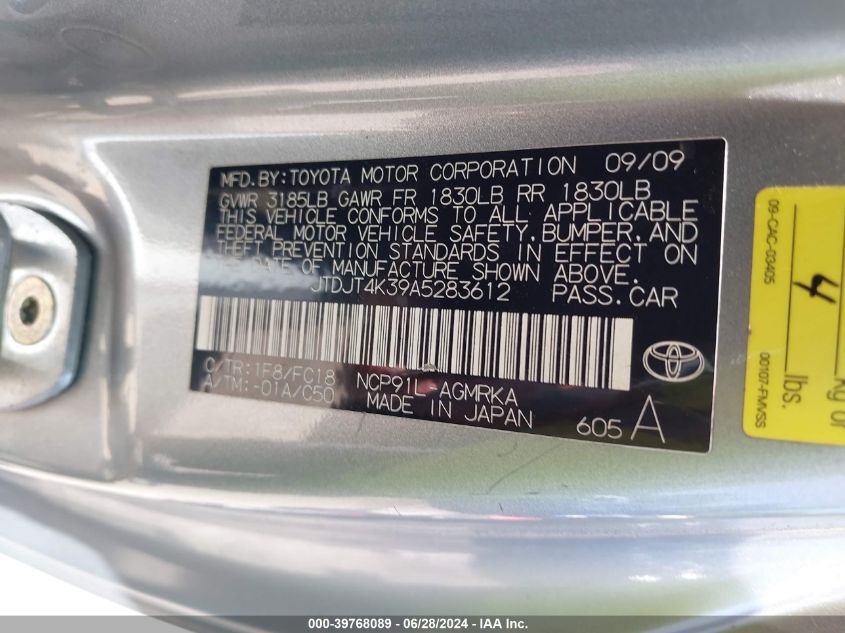 MFD.BY:TOYOTA MOTOR CORPORATION 09/09
GVWR 3185LB GAWR FR 1830LB RR 1830LB
THIS VEHICLE CONFORMS TO ALL APPLICABLE
FEDERAL MOTOR VEHICLE SAFETY, BUMPER, AND
THEFT PREVENTION STANDARDS IN EFFECT ON
THE DATE OF MANUFACTURE SHOWN ABOVE.
JTDJT4K39A5283612 PASS.CAR
C/TR:1F8/FC18 NCP91L-AGMRKA
A/TM:-01A/C50 MADE IN JAPAN
605 A
09-CAC-03405
4
kg or
lbs.
00107-FMVSS
000-39768089 - 06/28/2024 - IAA Inc.